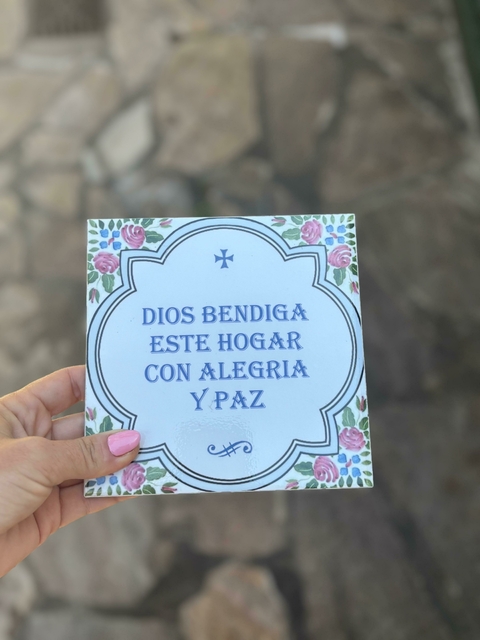 DIOS BENDIGA
ESTE HOGAR
CON ALEGRIA
Y PAZ